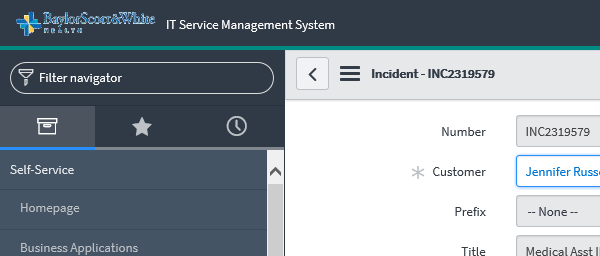 BaylorScott&White
HEALTH
IT Service Management System
Filter navigator
Incident - INC2319579
Number INC2319579
Self-Service
Customer Jennifer Russ
Homepage
Prefix -- None --
Business Applications
Title Medical Asst